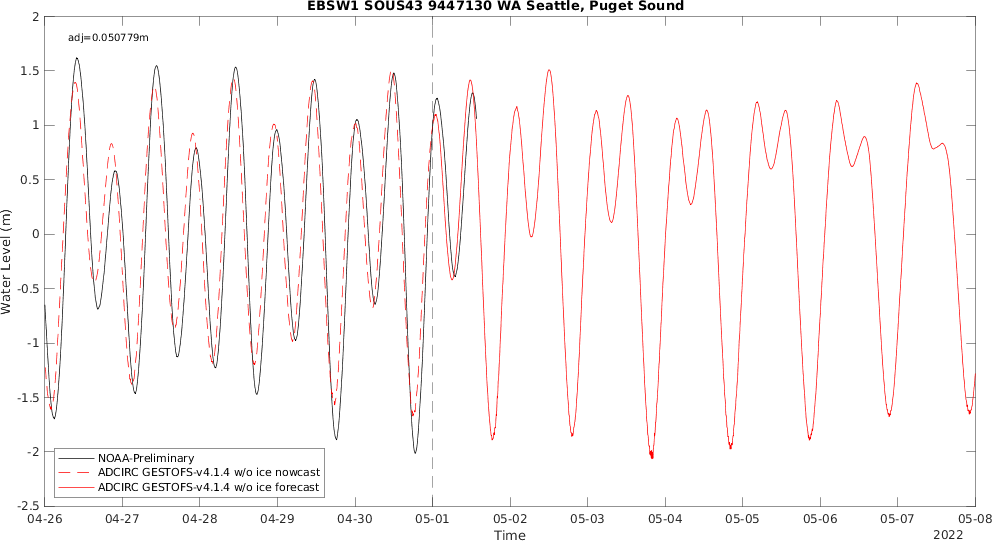 EBSW1 SOUS43 9447130 WA Seattle, Puget Sound
adj=0.050779m
2
1.5
1
0.5
0
-0.5
-1
-1.5
-2
-2.5
Water Level (m)
NOAA-Preliminary
ADCIRC GESTOFS-v4.1.4 w/o ice nowcast
ADCIRC GESTOFS-v4.1.4 w/o ice forecast
04-26 04-27 04-28 04-29 04-30 05-01 05-02 05-03 05-04 05-05 05-06 05-07 05-08
Time
2022